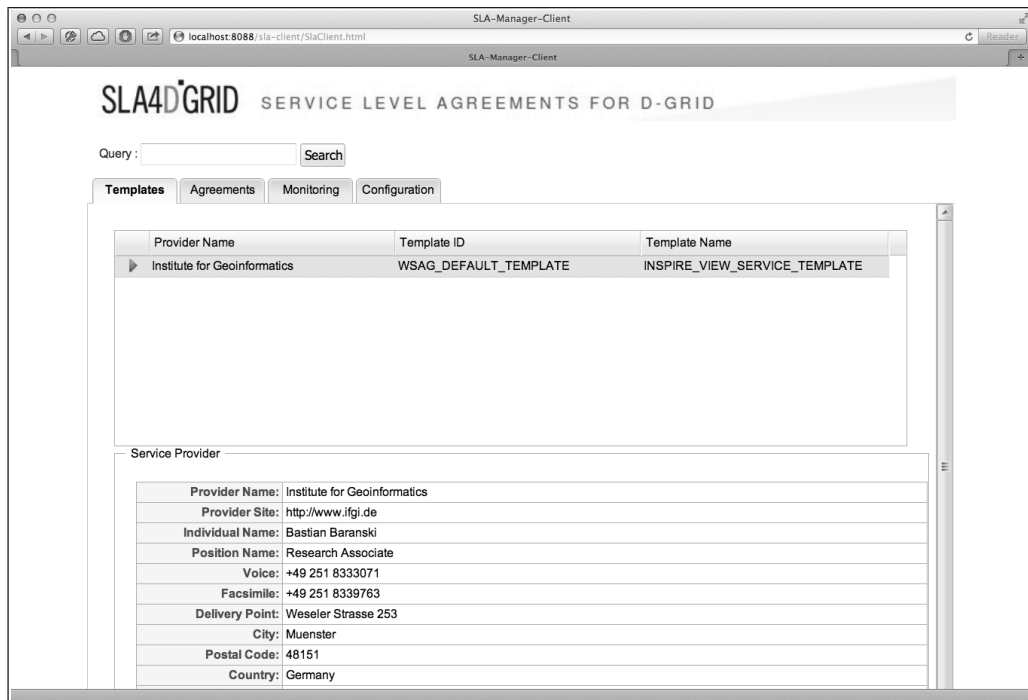 SLA-Manager-Client
localhost:8088/sla-client/SlaClient.html
Reader
SLA-Manager-Client
SLA4D'GRID SERVICE LEVEL AGREEMENTS FOR D-GRID
Query : Search
Templates Agreements Monitoring Configuration
Provider Name Template ID Template Name
Institute for Geoinformatics WSAG_DEFAULT_TEMPLATE INSPIRE_VIEW_SERVICE_TEMPLATE
Service Provider
Provider Name: Institute for Geoinformatics
Provider Site: http://www.ifgi.de
Individual Name: Bastian Baranski
Position Name: Research Associate
Voice: +49 251 8333071
Facsimile: +49 251 8339763
Delivery Point: Weseler Strasse 253
City: Muenster
Postal Code: 48151
Country: Germany